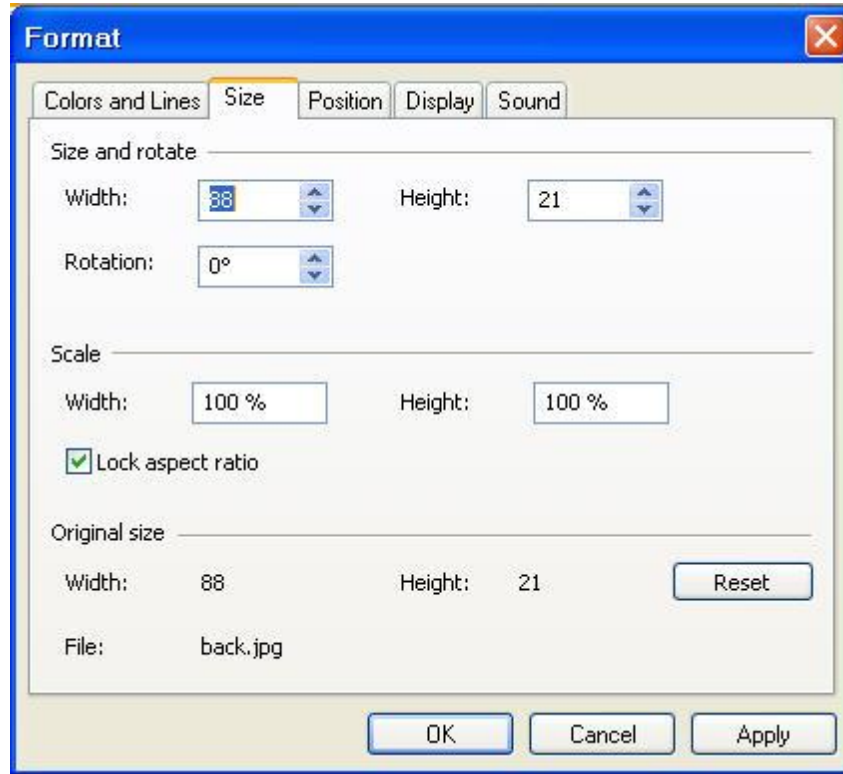 Format
Colors and Lines Size Position Display Sound
Size and rotate
Width: 88 Height: 21
Rotation: 0°
Scale
Width: 100 % Height: 100 %
Lock aspect ratio
Original size
Width: 88 Height: 21 Reset
File: back.jpg
OK Cancel Apply